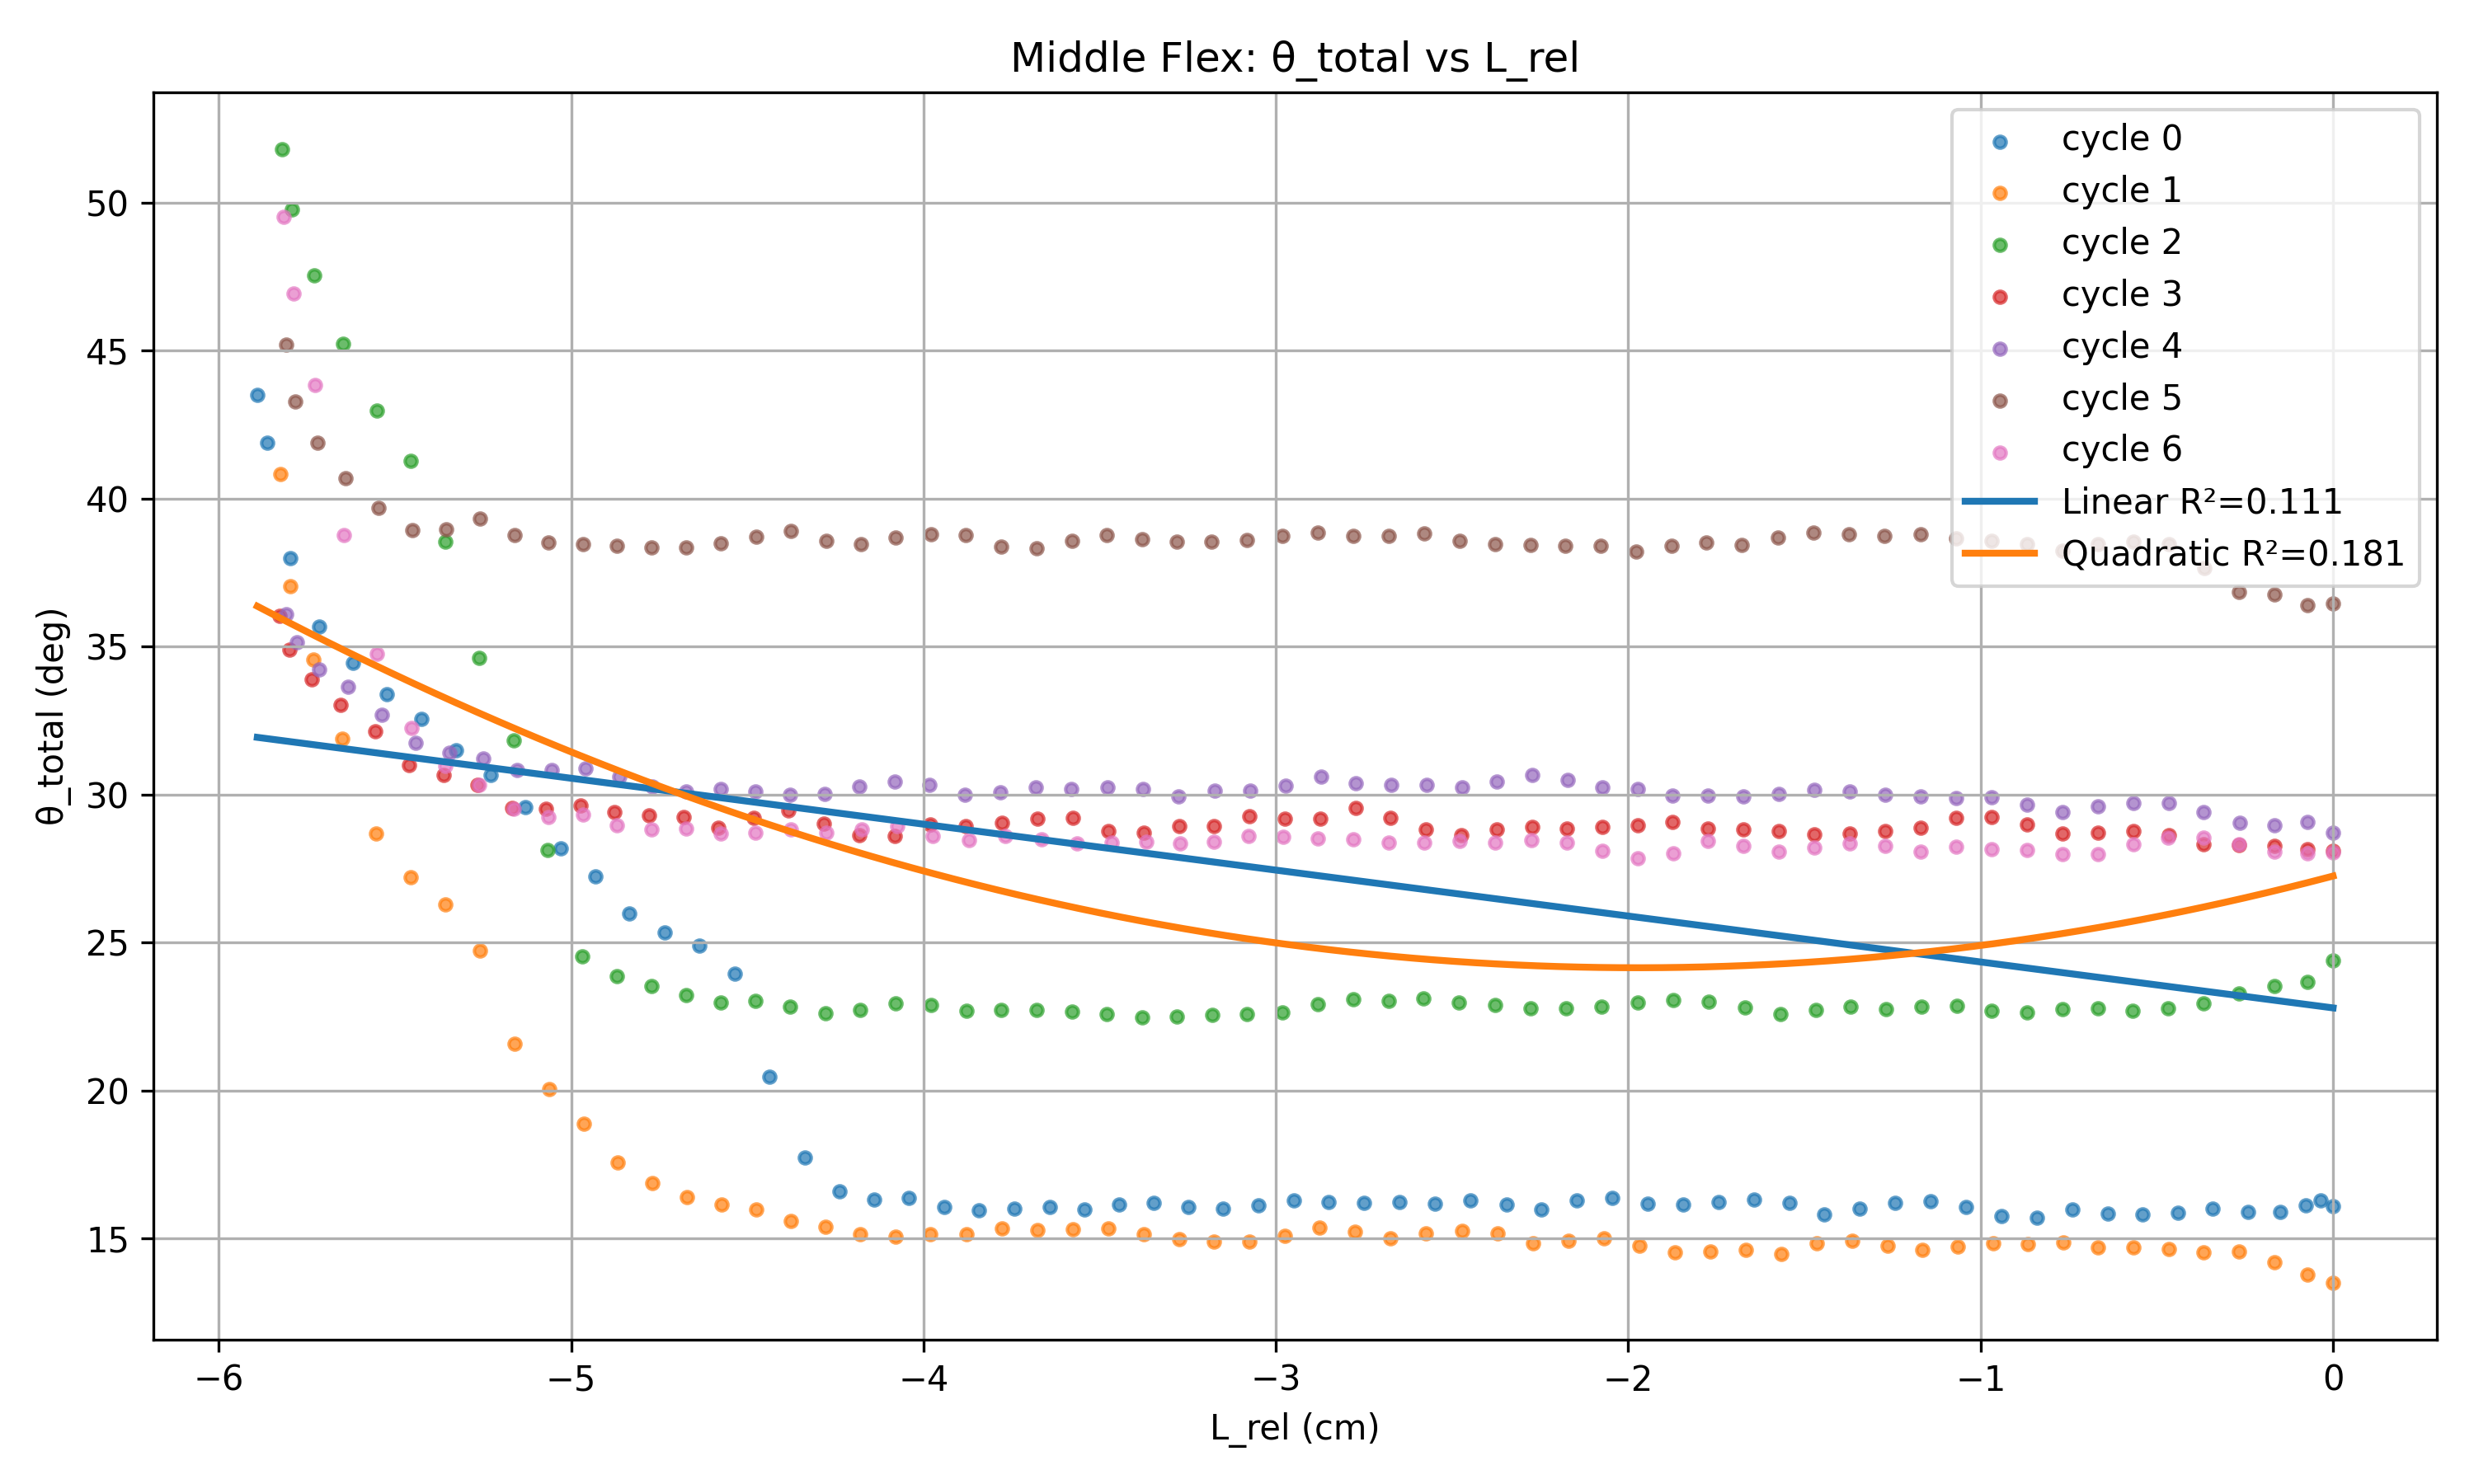 Middle Flex: θ_total vs L_rel
cycle 0
cycle 1
cycle 2
cycle 3
cycle 4
cycle 5
cycle 6
Linear R²=0.111
Quadratic R²=0.181
θ_total (deg)
50
45
40
35
30
25
20
15
−6
−5
−4
−3
−2
−1
0
L_rel (cm)